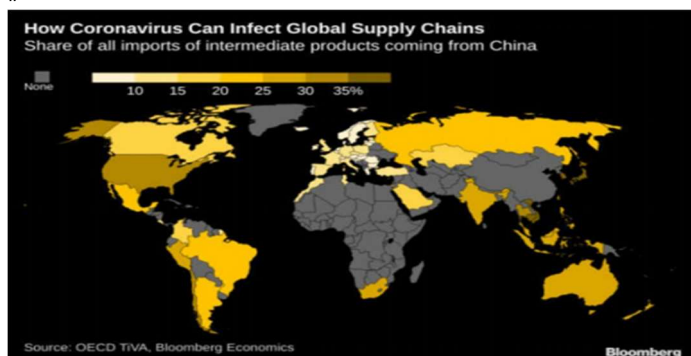 How Coronavirus Can Infect Global Supply Chains
Share of all imports of intermediate products coming from China
None
10 15 20 25 30 35%
Source: OECD TiVA, Bloomberg Economics
Bloomberg